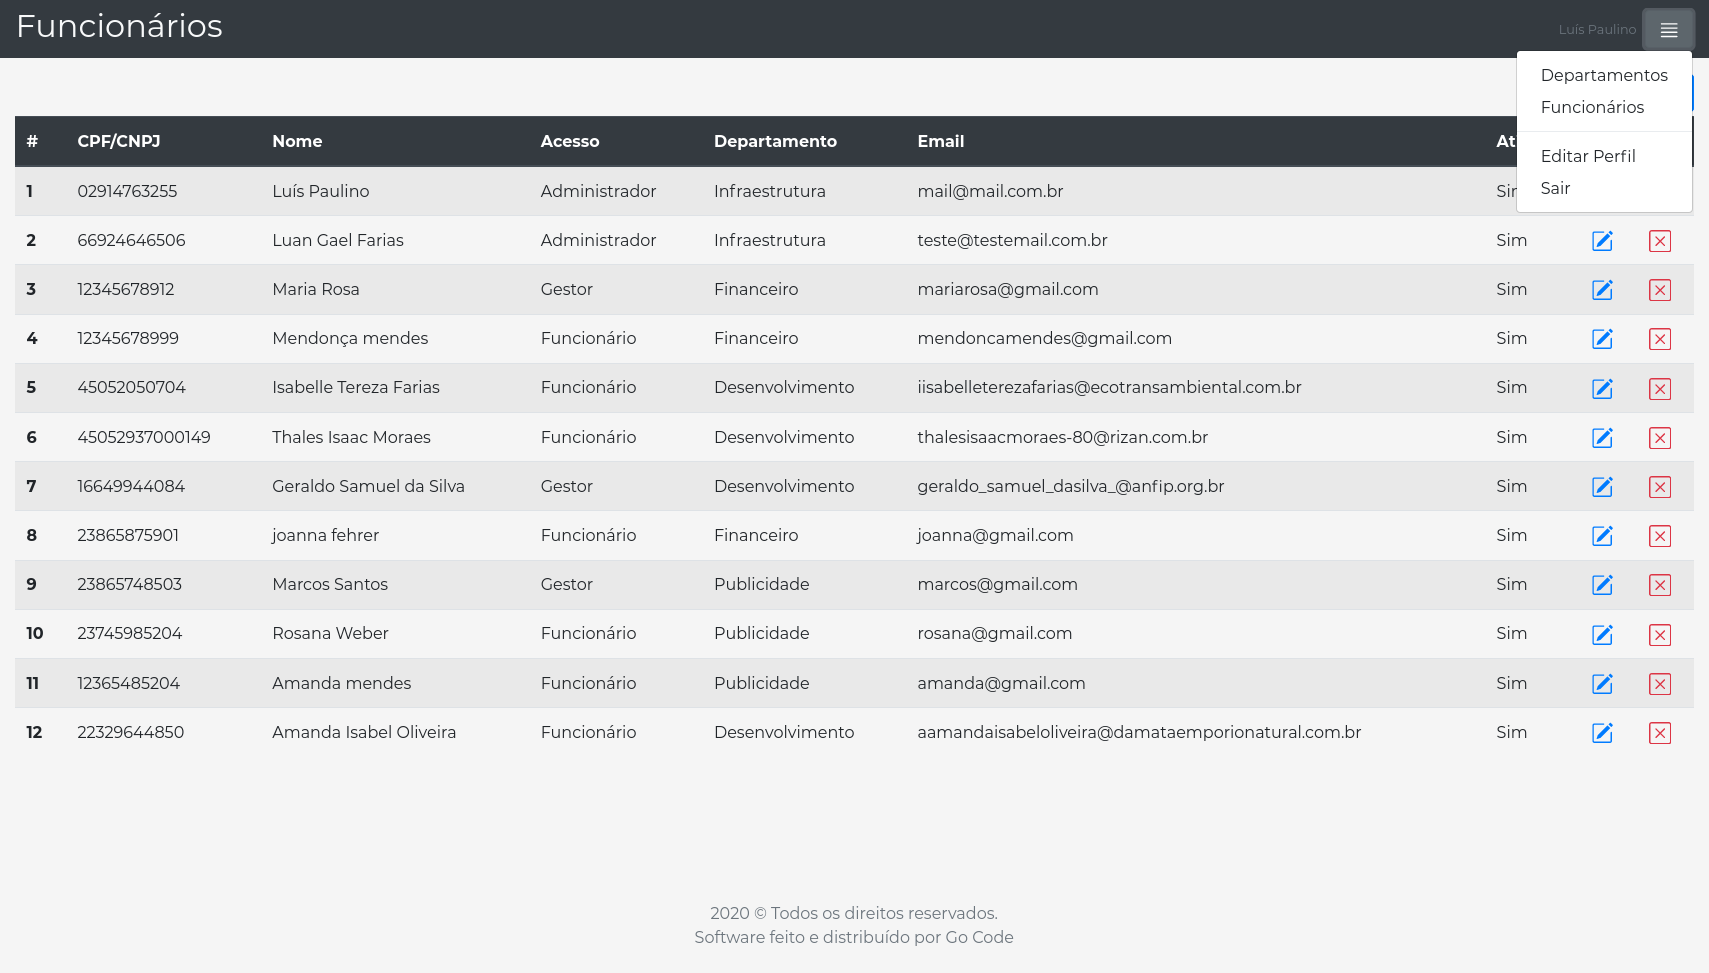 Funcionários
Luís Paulino
Departamentos
Funcionários
Editar Perfil
Sair
# CPF/CNPJ Nome Acesso Departamento Email
1 02914763255 Luís Paulino Administrador Infraestrutura mail@mail.com.br
2 66924646506 Luan Gael Farias Administrador Infraestrutura teste@testemail.com.br Sim
3 12345678912 Maria Rosa Gestor Financeiro mariarosa@gmail.com Sim
4 12345678999 Mendonça mendes Funcionário Financeiro mendoncamendes@gmail.com Sim
5 45052050704 Isabelle Tereza Farias Funcionário Desenvolvimento iisabelleterezafarias@ecotransambiental.com.br Sim
6 45052937000149 Thales Isaac Moraes Funcionário Desenvolvimento thalesisaacmoraes-80@rizan.com.br Sim
7 16649944084 Geraldo Samuel da Silva Gestor Desenvolvimento geraldo_samuel_dasilva_@anfip.org.br Sim
8 23865875901 joanna fehrer Funcionário Financeiro joanna@gmail.com Sim
9 23865748503 Marcos Santos Gestor Publicidade marcos@gmail.com Sim
10 23745985204 Rosana Weber Funcionário Publicidade rosana@gmail.com Sim
11 12365485204 Amanda mendes Funcionário Publicidade amanda@gmail.com Sim
12 22329644850 Amanda Isabel Oliveira Funcionário Desenvolvimento aamandaisabeloliveira@damataemporionatural.com.br Sim
2020 © Todos os direitos reservados.
Software feito e distribuído por Go Code